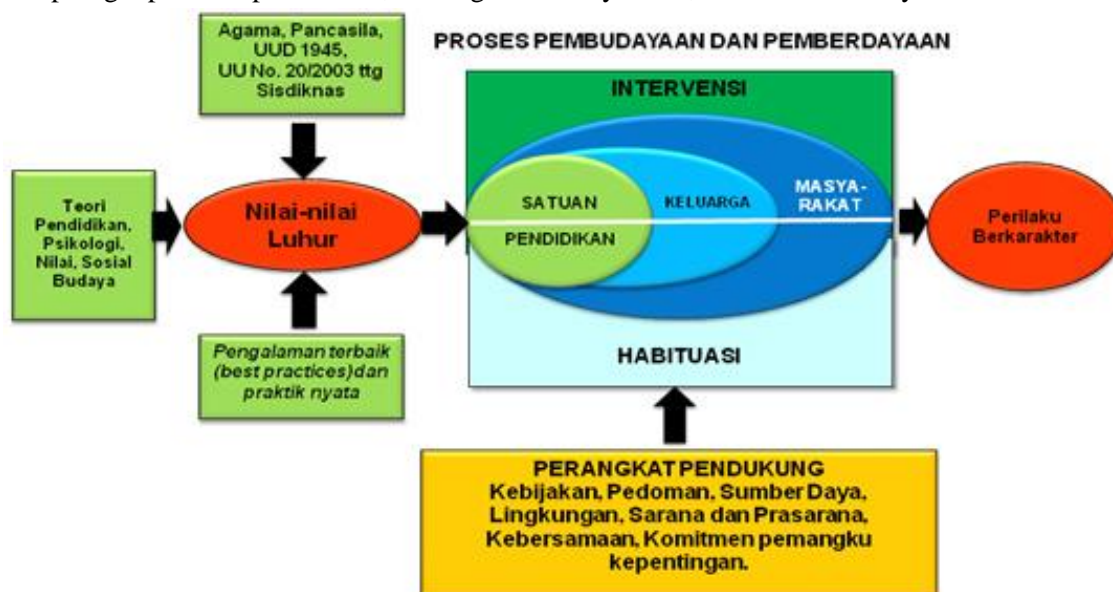 Agama, Pancasila,
UUD 1945,
UU No. 20/2003 ttg
Sisdiknas
PROSES PEMBUDAYAAN DAN PEMBERDAYAAN
INTERVENSI
Teori
Pendidikan,
Psikologi,
Nilai, Sosial
Budaya
Nilai-nilai
Luhur
SATUAN
PENDIDIKAN
KELUARGA
MASYA-
RAKAT
Perilaku
Berkarakter
Pengalaman terbaik
(best practices)dan
praktik nyata
HABITUASI
PERANGKAT PENDUKUNG
Kebijakan, Pedoman, Sumber Daya,
Lingkungan, Sarana dan Prasarana,
Kebersamaan, Komitmen pemangku
kepentingan.